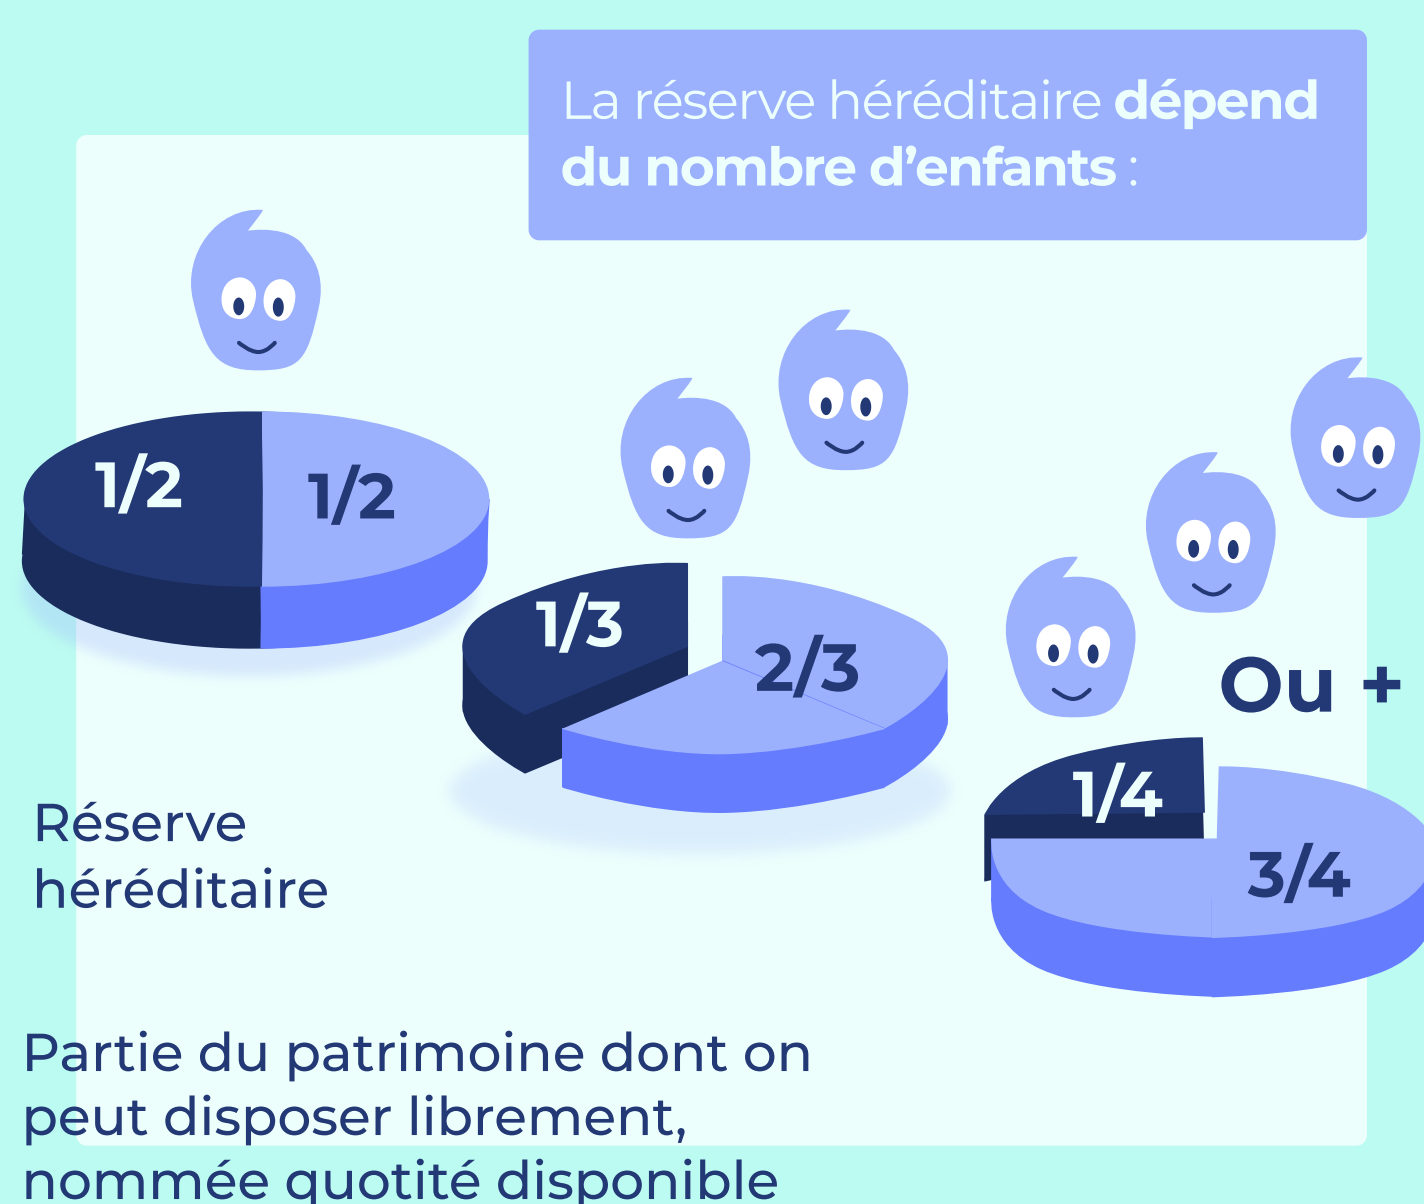 La réserve héréditaire dépend
du nombre d’enfants :
1/2
1/2
1/3
2/3
Ou +
1/4
3/4
Réserve
héréditaire
Partie du patrimoine dont on
peut disposer librement,
nommée quotité disponible